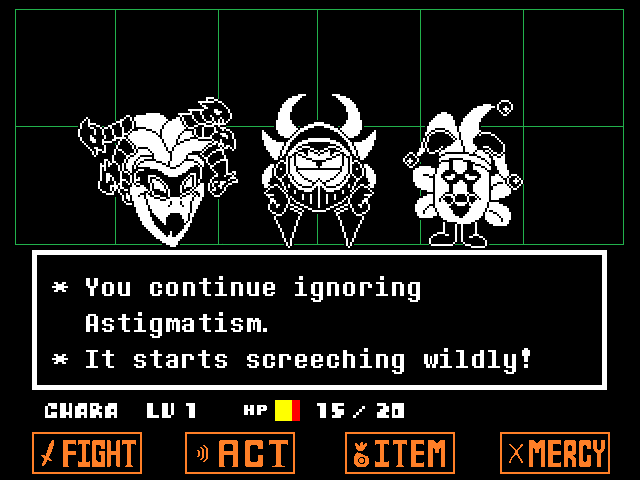 * You continue ignoring
Astigmatism.
* It starts screeching wildly!
CHARA LV 1 HP 15 / 20
FIGHT ACT ITEM MERCY